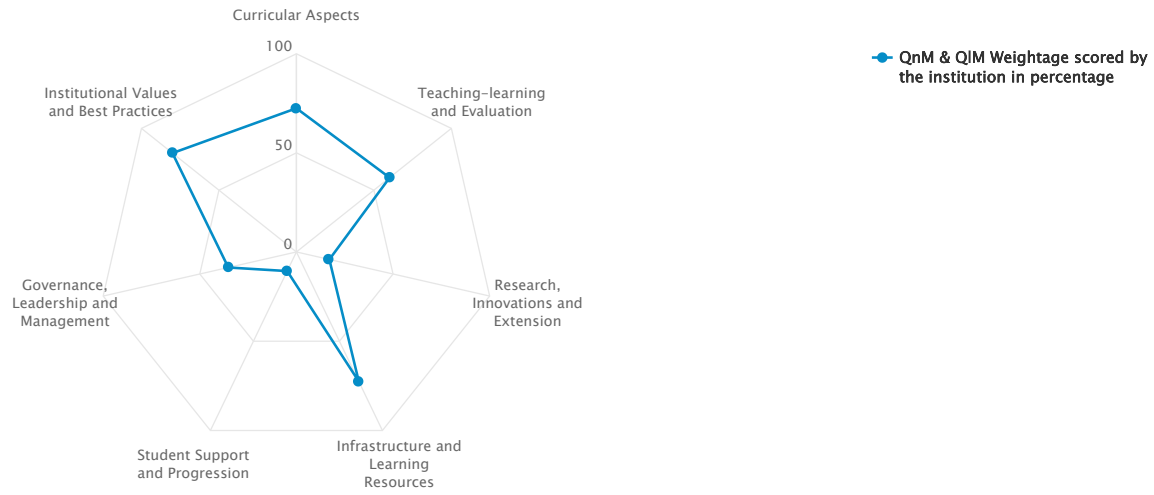 Curricular Aspects
100
50
0
Teaching-learning
and Evaluation
Research,
Innovations and
Extension
Infrastructure and
Learning
Resources
Student Support
and Progression
Governance,
Leadership and
Management
Institutional Values
and Best Practices
QnM & QlM Weightage scored by
the institution in percentage